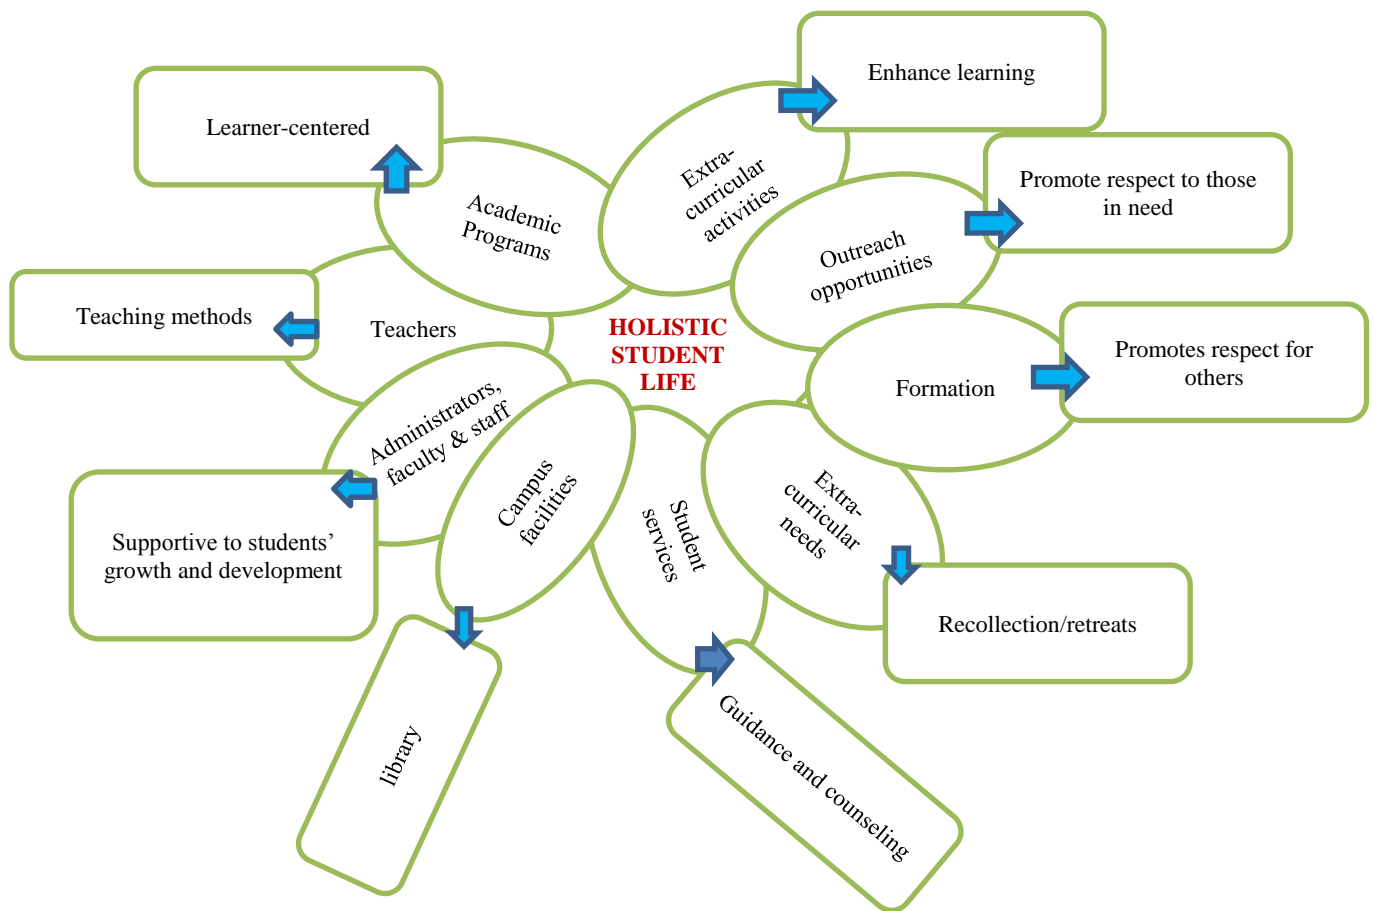 Enhance learning
Learner-centered
Extra-
curricular
activities
Promote respect to those
in need
Academic
Programs
Outreach
opportunities
Teaching methods
Teachers
HOLISTIC
STUDENT
LIFE
Promotes respect for
others
Formation
Administrators,
faculty & staff
Campus
facilities
Student
services
Extra-
curricular
needs
Supportive to students’
growth and development
Recollection/retreats
library
Guidance and counseling